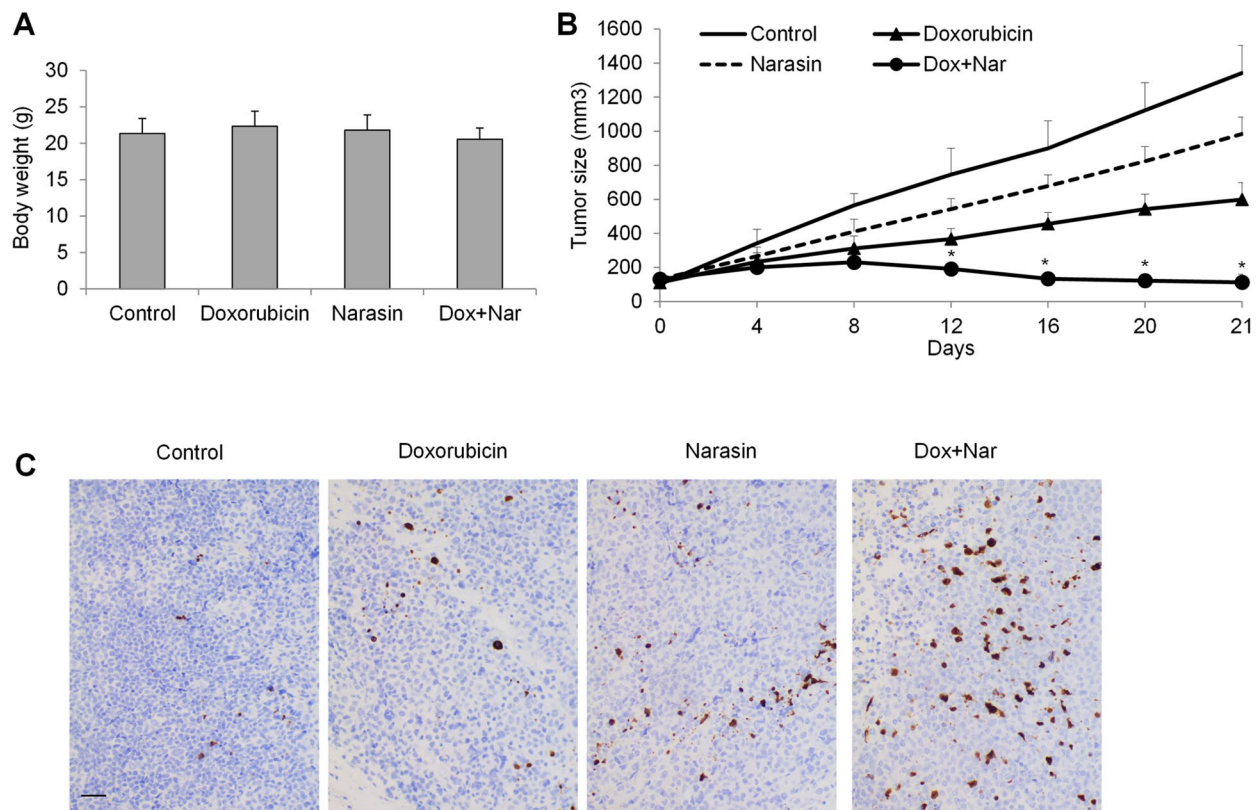 A
Body weight (g)
30
25
20
15
10
5
0
Control Doxorubicin Narasin Dox+Nar
B
Tumor size (mm3)
1600
1400
1200
1000
800
600
400
200
0
Control Doxorubicin
Narasin Dox+Nar
* * * *
0 4 8 12 16 20 21
Days
C
Control Doxorubicin Narasin Dox+Nar